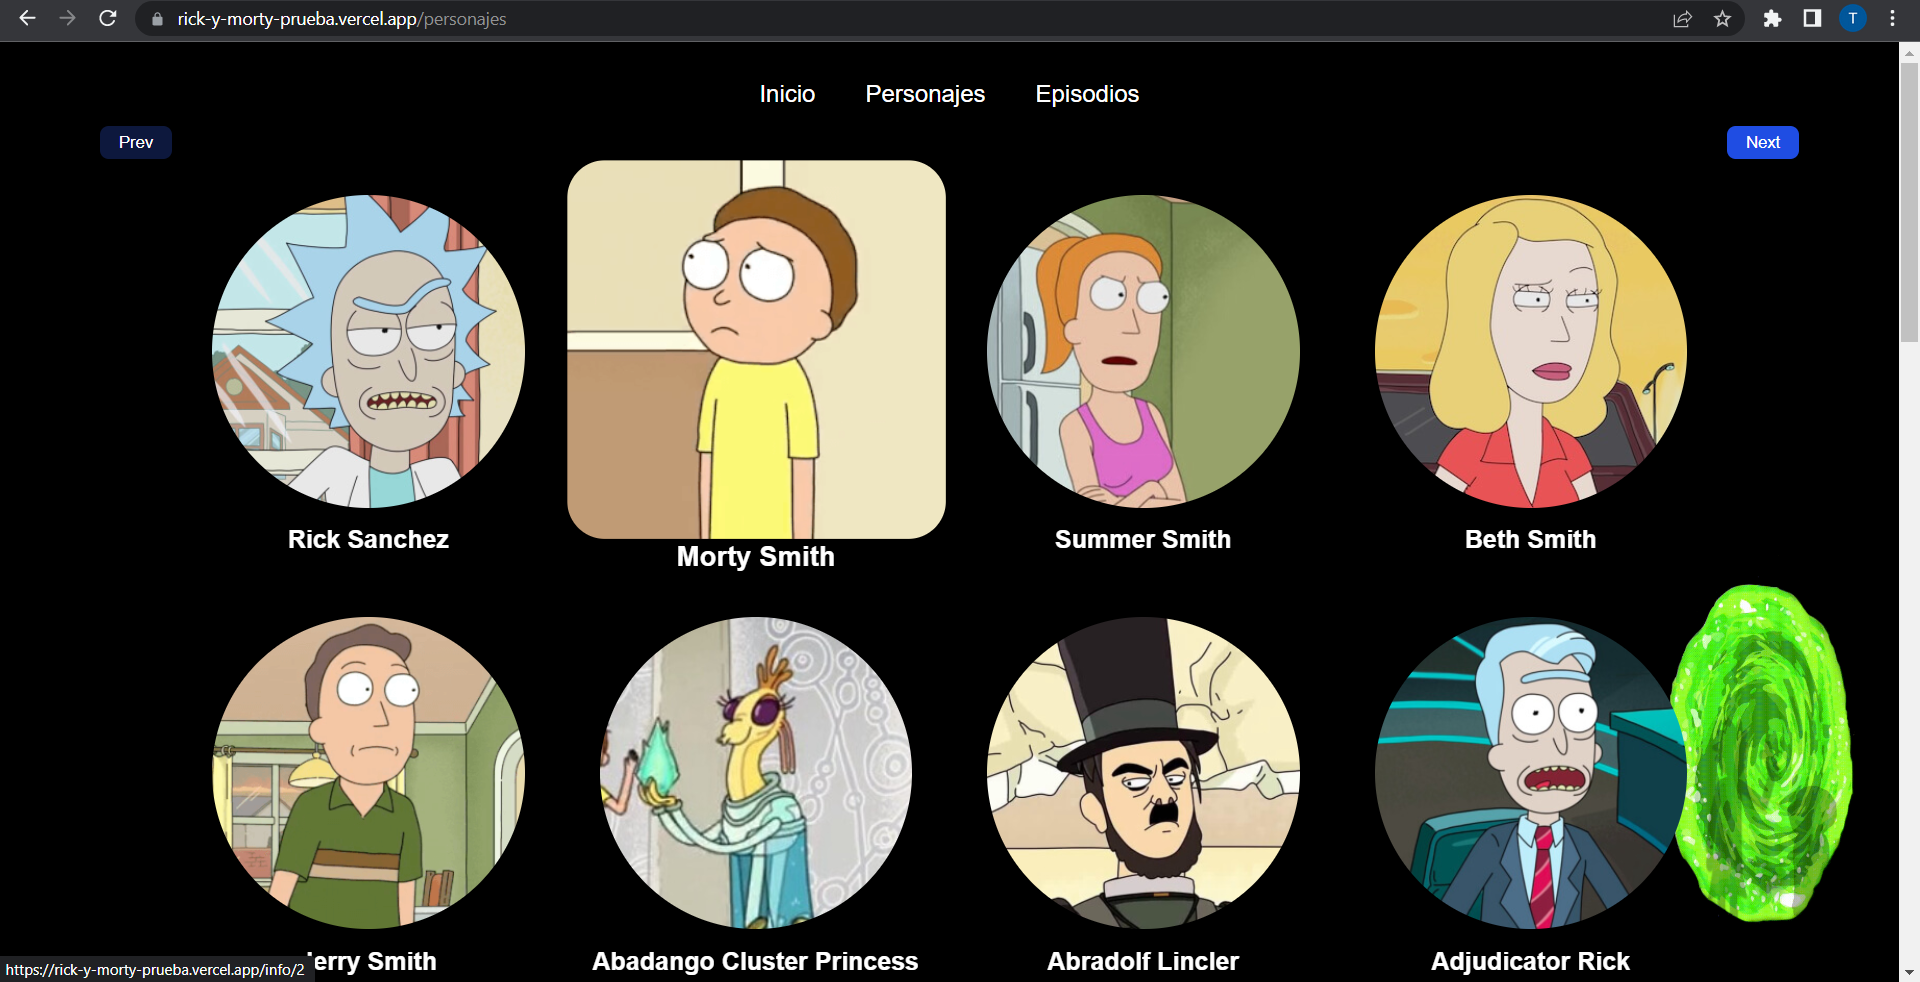 rick-y-morty-prueba.vercel.app/personajes
T
Inicio Personajes Episodios
Prev Next
Rick Sanchez Morty Smith Summer Smith Beth Smith
Jerry Smith Abadango Cluster Princess Abradolf Lincler Adjudicator Rick
https://rick-y-morty-prueba.vercel.app/info/2